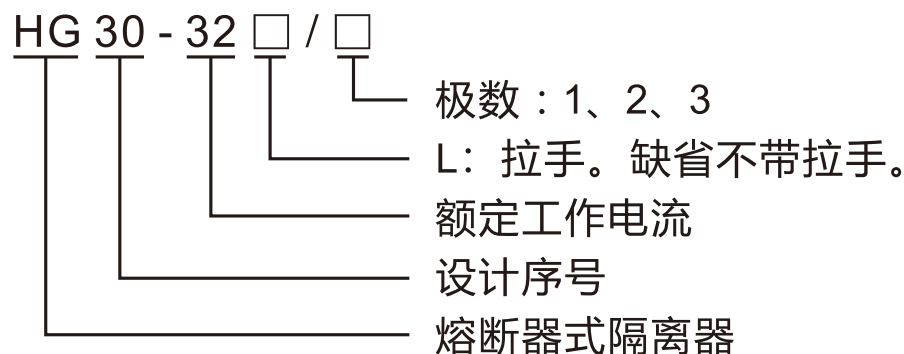 HG 30 - 32 □ / □
极数：1、2、3
L：拉手。缺省不带拉手。
额定工作电流
设计序号
熔断器式隔离器